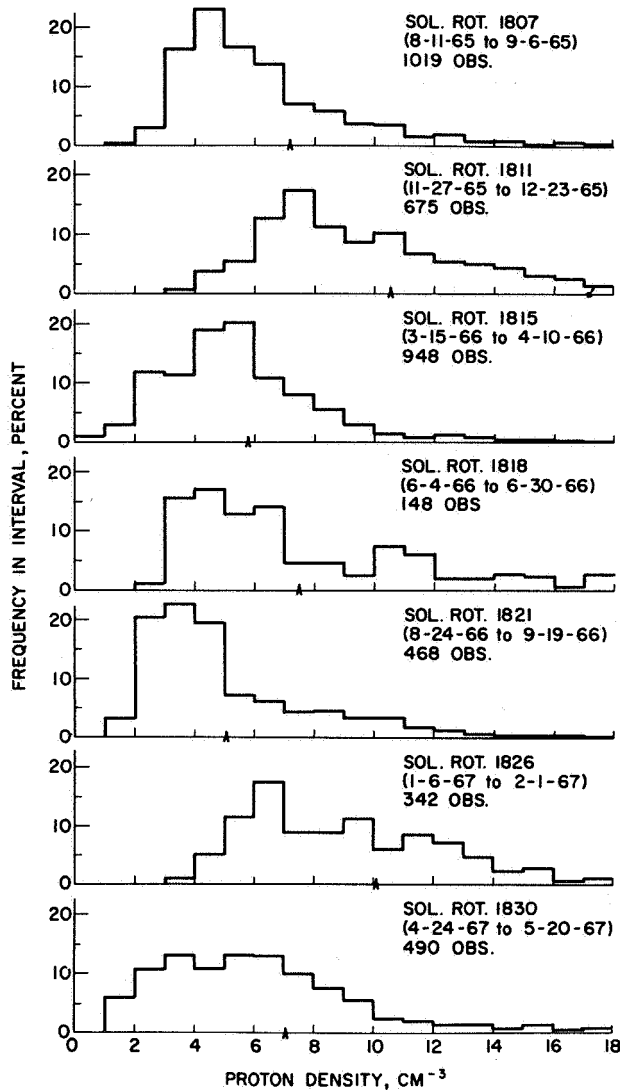 SOL. ROT. 1807
(8-11-65 to 9-6-65)
1019 OBS.
20
10
0
SOL. ROT. 1811
(11-27-65 to 12-23-65)
675 OBS.
20
10
0
SOL. ROT. 1815
(3-15-66 to 4-10-66)
948 OBS.
20
10
0
SOL. ROT. 1818
(6-4-66 to 6-30-66)
148 OBS
20
10
0
SOL. ROT. 1821
(8-24-66 to 9-19-66)
468 OBS.
20
10
0
SOL. ROT. 1826
(1-6-67 to 2-1-67)
342 OBS.
20
10
0
SOL. ROT. 1830
(4-24-67 to 5-20-67)
490 OBS.
20
10
0
FREQUENCY IN INTERVAL, PERCENT
0 2 4 6 8 10 12 14 16 18
PROTON DENSITY, CM⁻³